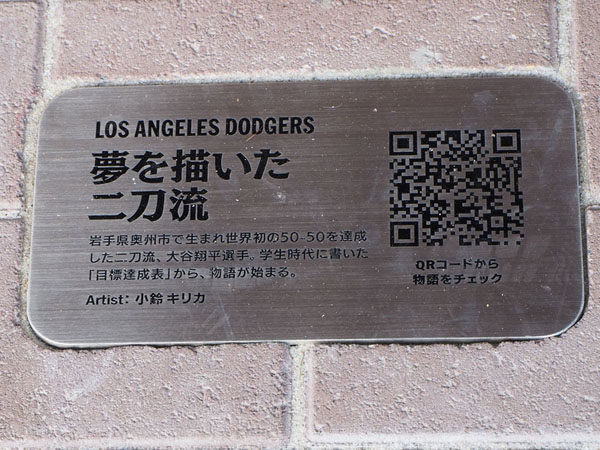 LOS ANGELES DODGERS
夢を描いた
二刀流
岩手県奥州市で生まれ世界初の50-50を達成
した二刀流、大谷翔平選手。学生時代に書いた
「目標達成表」から、物語が始まる。
Artist: 小鈴 キリカ
QRコードから
物語をチェック